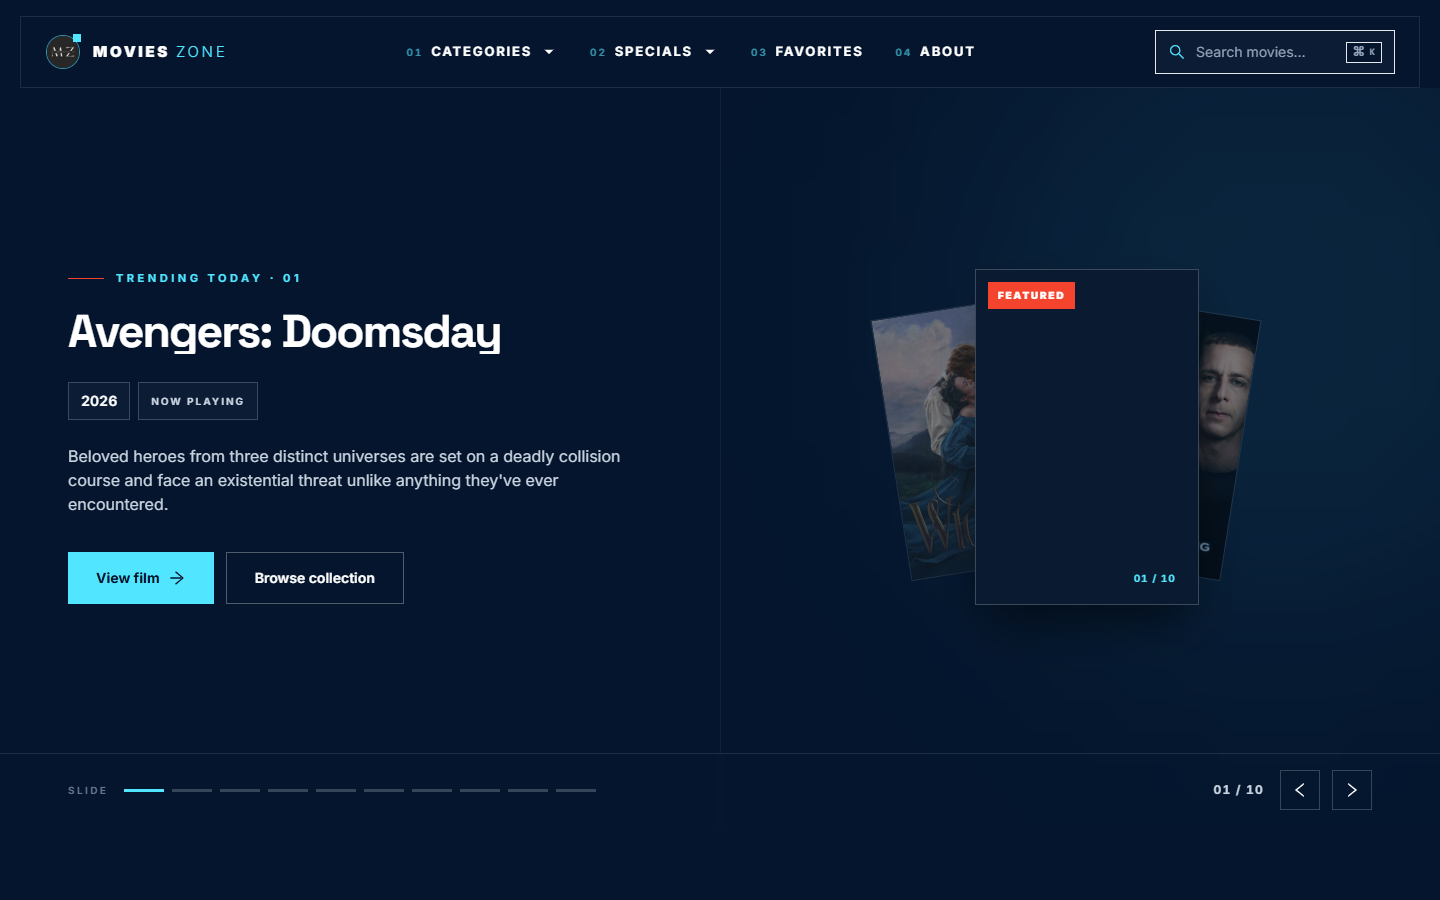 MZ MOVIES ZONE
01 CATEGORIES
02 SPECIALS
03 FAVORITES
04 ABOUT
Search movies...
⌘ K
TRENDING TODAY · 01
Avengers: Doomsday
2026
NOW PLAYING
Beloved heroes from three distinct universes are set on a deadly collision
course and face an existential threat unlike anything they've ever
encountered.
View film
Browse collection
FEATURED
01 / 10
SLIDE
01 / 10